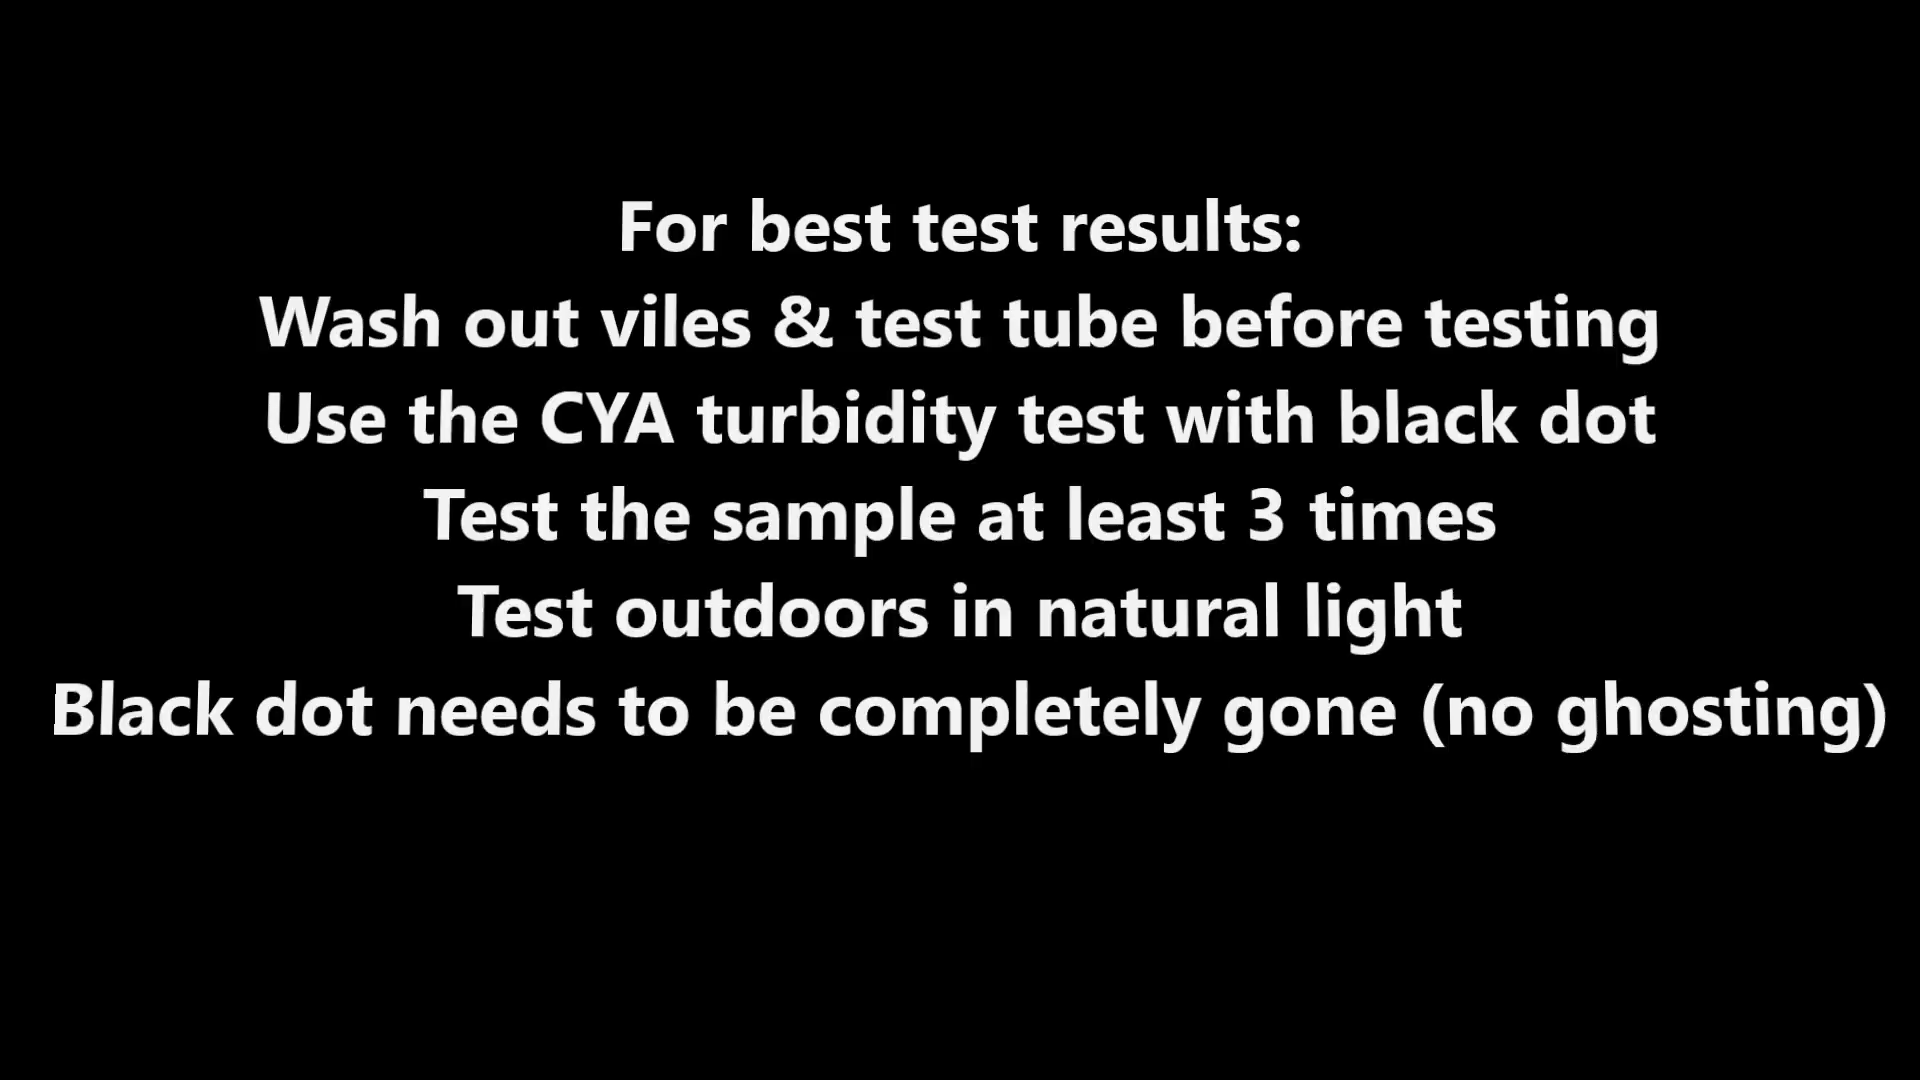 For best test results:
Wash out viles & test tube before testing
Use the CYA turbidity test with black dot
Test the sample at least 3 times
Test outdoors in natural light
Black dot needs to be completely gone (no ghosting)